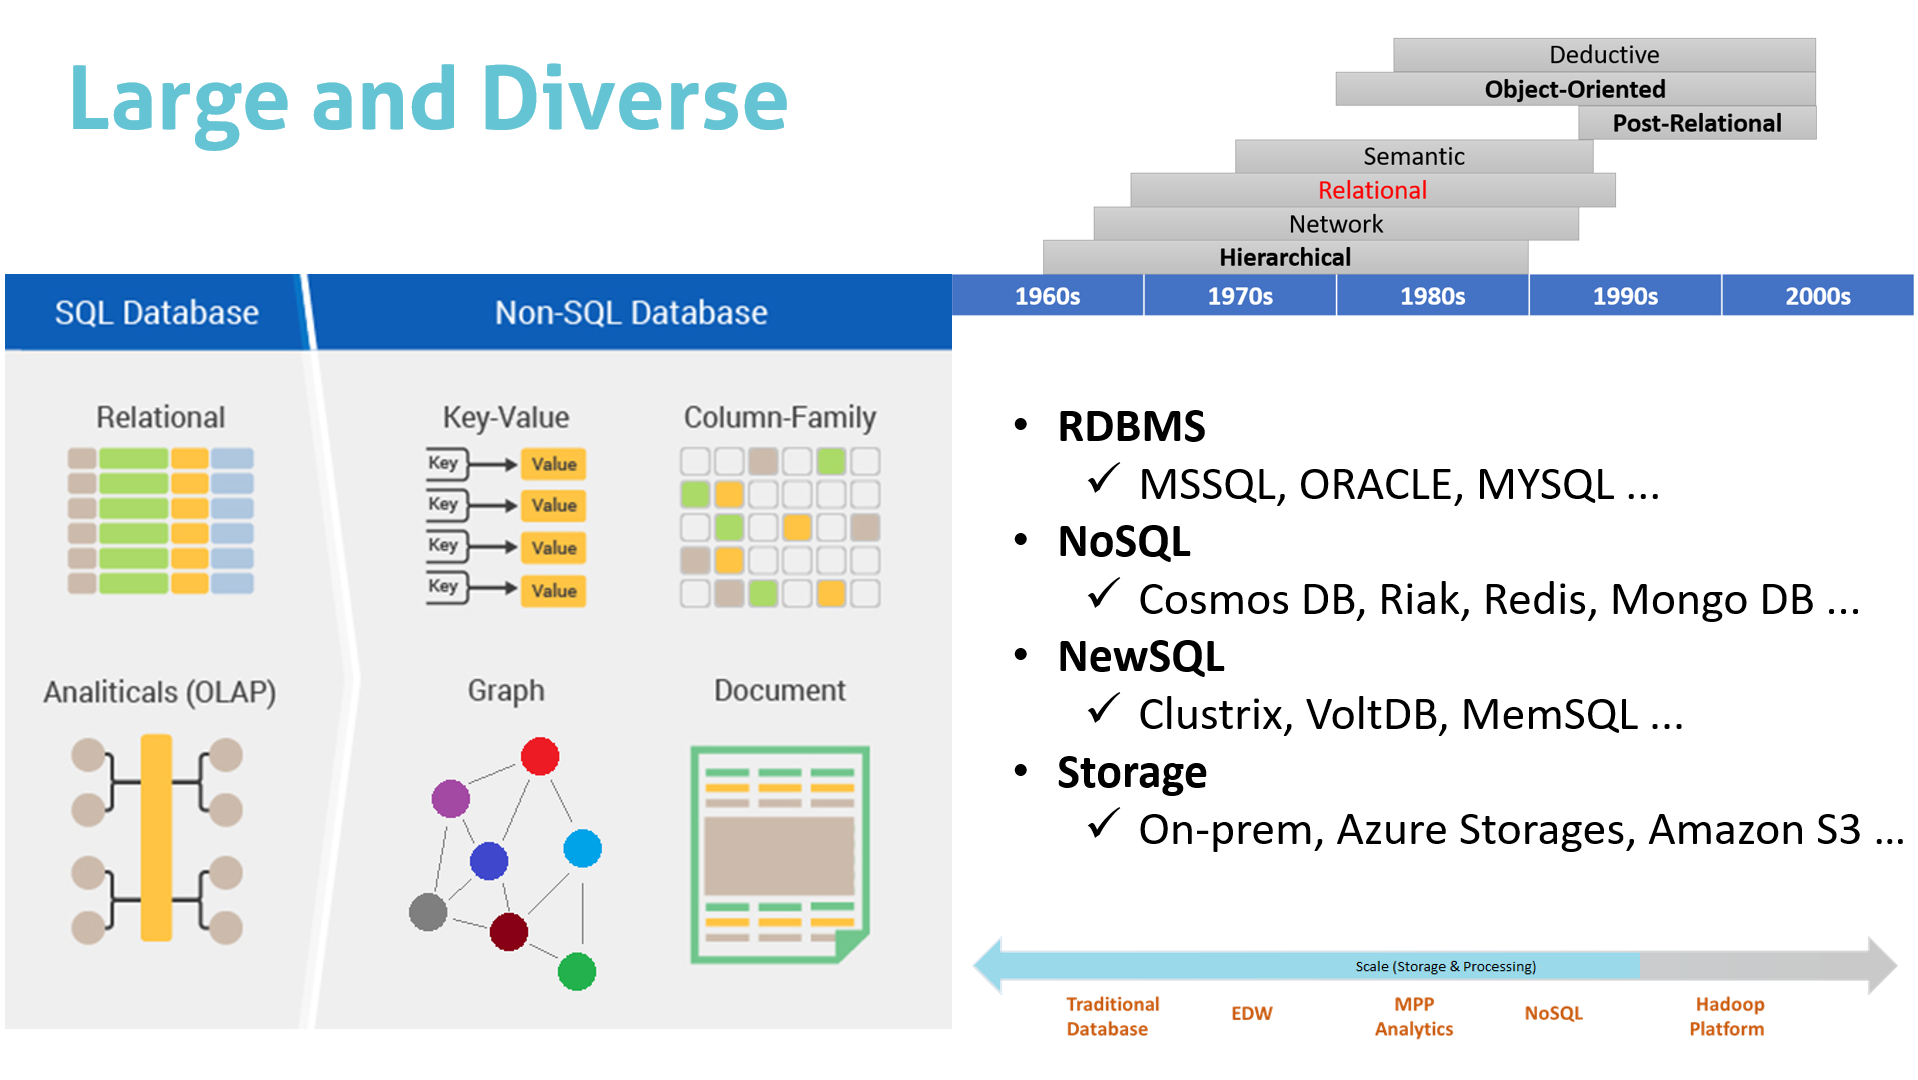 Large and Diverse
Deductive
Object-Oriented
Post-Relational
Semantic
Relational
Network
Hierarchical
1960s 1970s 1980s 1990s 2000s
SQL Database Non-SQL Database
Relational
Key-Value
Key Value
Key Value
Key Value
Key Value
Column-Family
Analiticals (OLAP)
Graph
Document
• RDBMS
✓ MSSQL, ORACLE, MYSQL ...
• NoSQL
✓ Cosmos DB, Riak, Redis, Mongo DB ...
• NewSQL
✓ Clustrix, VoltDB, MemSQL ...
• Storage
✓ On-prem, Azure Storages, Amazon S3 ...
Scale (Storage & Processing)
Traditional
Database
EDW
MPP
Analytics
NoSQL
Hadoop
Platform